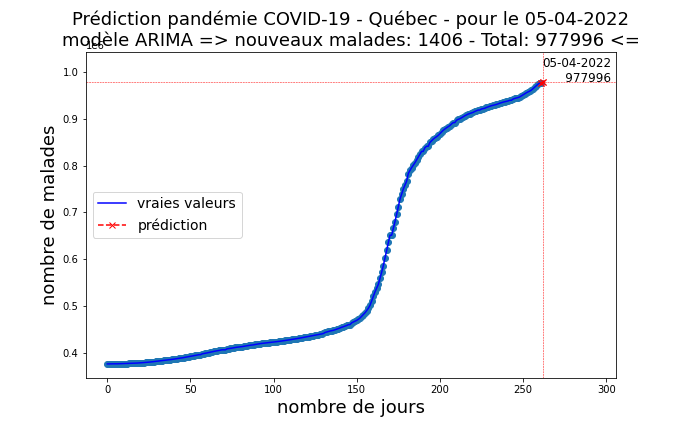 Prédiction pandémie COVID-19 - Québec - pour le 05-04-2022
modèle ARIMA => nouveaux malades: 1406 - Total: 977996 <=
1e6
05-04-2022
977996
1.0
0.9
0.8
0.7
0.6
0.5
0.4
nombre de malades
vraies valeurs
prédiction
0 50 100 150 200 250 300
nombre de jours